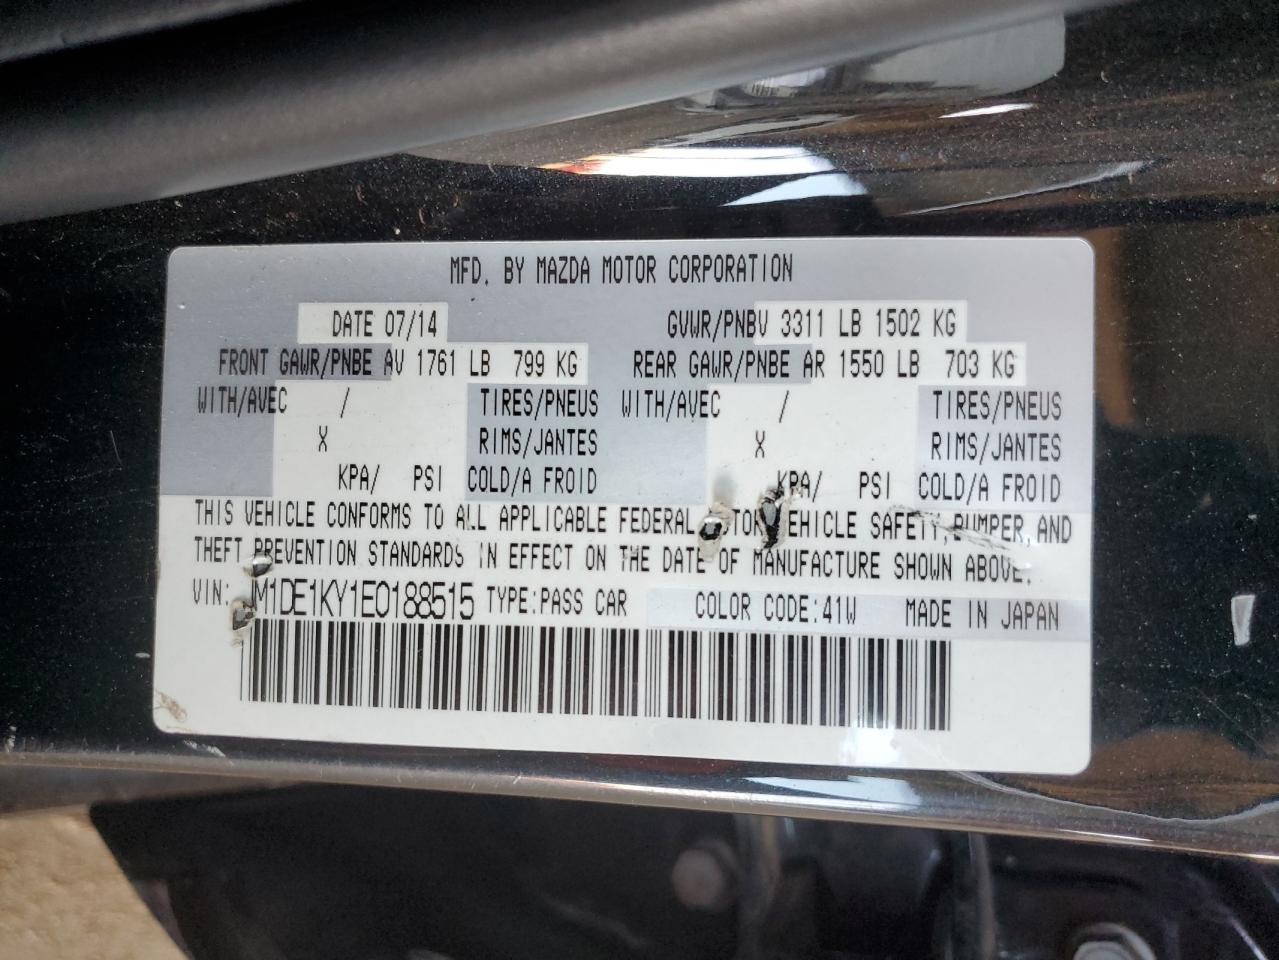 MFD. BY MAZDA MOTOR CORPORATION
DATE 07/14 GVWR/PNBV 3311 LB 1502 KG
FRONT GAWR/PNBE AV 1761 LB 799 KG REAR GAWR/PNBE AR 1550 LB 703 KG
WITH/AVEC / TIRES/PNEUS WITH/AVEC / TIRES/PNEUS
X RIMS/JANTES X RIMS/JANTES
KPA/ PSI COLD/A FROID KPA/ PSI COLD/A FROID
THIS VEHICLE CONFORMS TO ALL APPLICABLE FEDERAL MOTOR VEHICLE SAFETY, BUMPER, AND
THEFT PREVENTION STANDARDS IN EFFECT ON THE DATE OF MANUFACTURE SHOWN ABOVE.
VIN: JM1DE1KY1E0188515 TYPE:PASS CAR COLOR CODE:41W MADE IN JAPAN